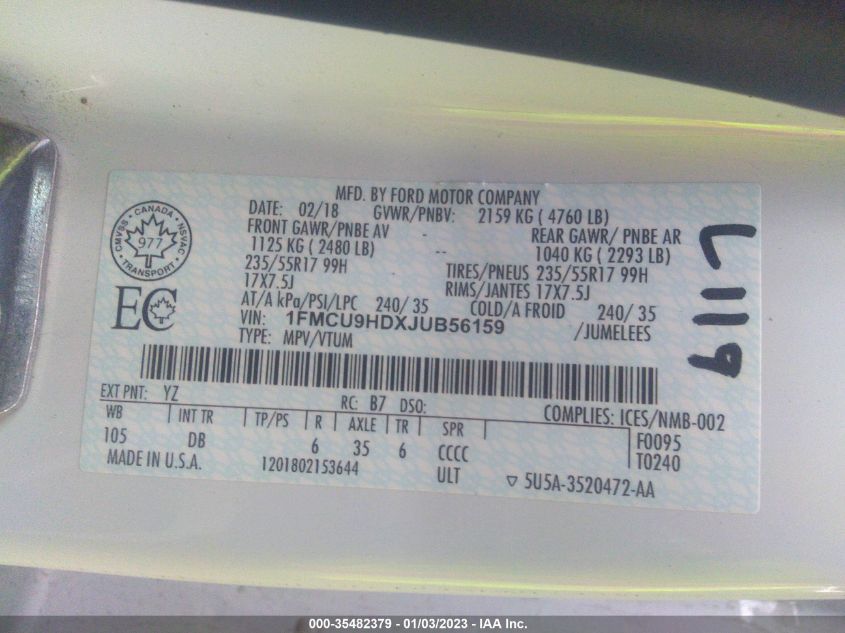 MFD. BY FORD MOTOR COMPANY
DATE: 02/18 GVWR/PNBV: 2159 KG ( 4760 LB)
FRONT GAWR/PNBE AV REAR GAWR/ PNBE AR
1125 KG ( 2480 LB) -- 1040 KG ( 2293 LB)
235/55R17 99H TIRES/PNEUS 235/55R17 99H
17X7.5J RIMS/JANTES 17X7.5J
AT/A kPa/PSI/LPC 240/ 35 COLD/A FROID 240/ 35
VIN: 1FMCU9HDXJUB56159 /JUMELEES
TYPE: MPV/VTUM
CANADA
CMVSS 977 NSVAC
TRANSPORT
EC
L1119
EXT PNT: YZ RC: B7 DSO: COMPLIES: ICES/NMB-002
WB INT TR TP/PS R AXLE TR SPR F0095
105 DB 6 35 6 CCCC T0240
MADE IN U.S.A. 1201802153644 ULT ▽ 5U5A-3520472-AA
000-35482379 - 01/03/2023 - IAA Inc.